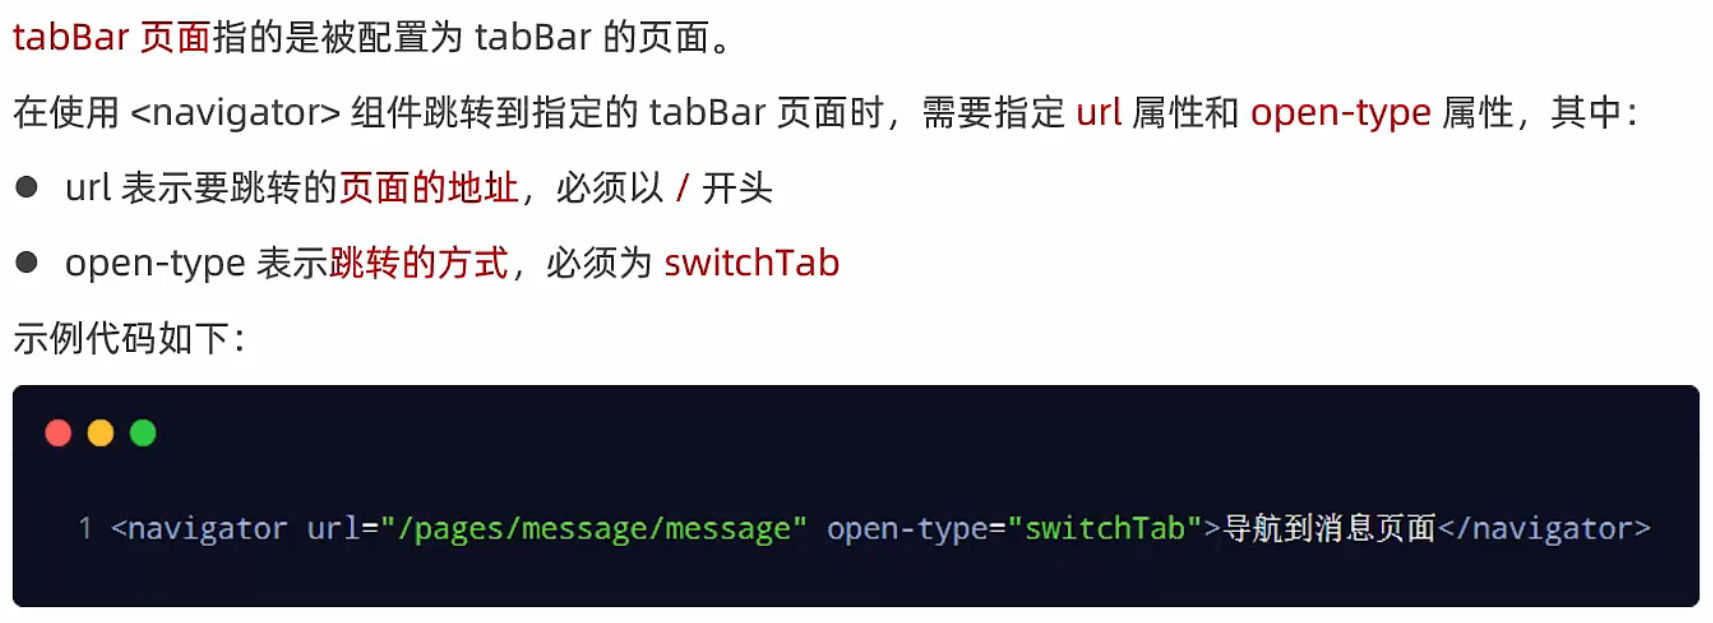 tabBar 页面指的是被配置为 tabBar 的页面。
在使用 <navigator> 组件跳转到指定的 tabBar 页面时，需要指定 url 属性和 open-type 属性，其中：
● url 表示要跳转的页面的地址，必须以 / 开头
● open-type 表示跳转的方式，必须为 switchTab
示例代码如下：
1 <navigator url="/pages/message/message" open-type="switchTab">导航到消息页面</navigator>